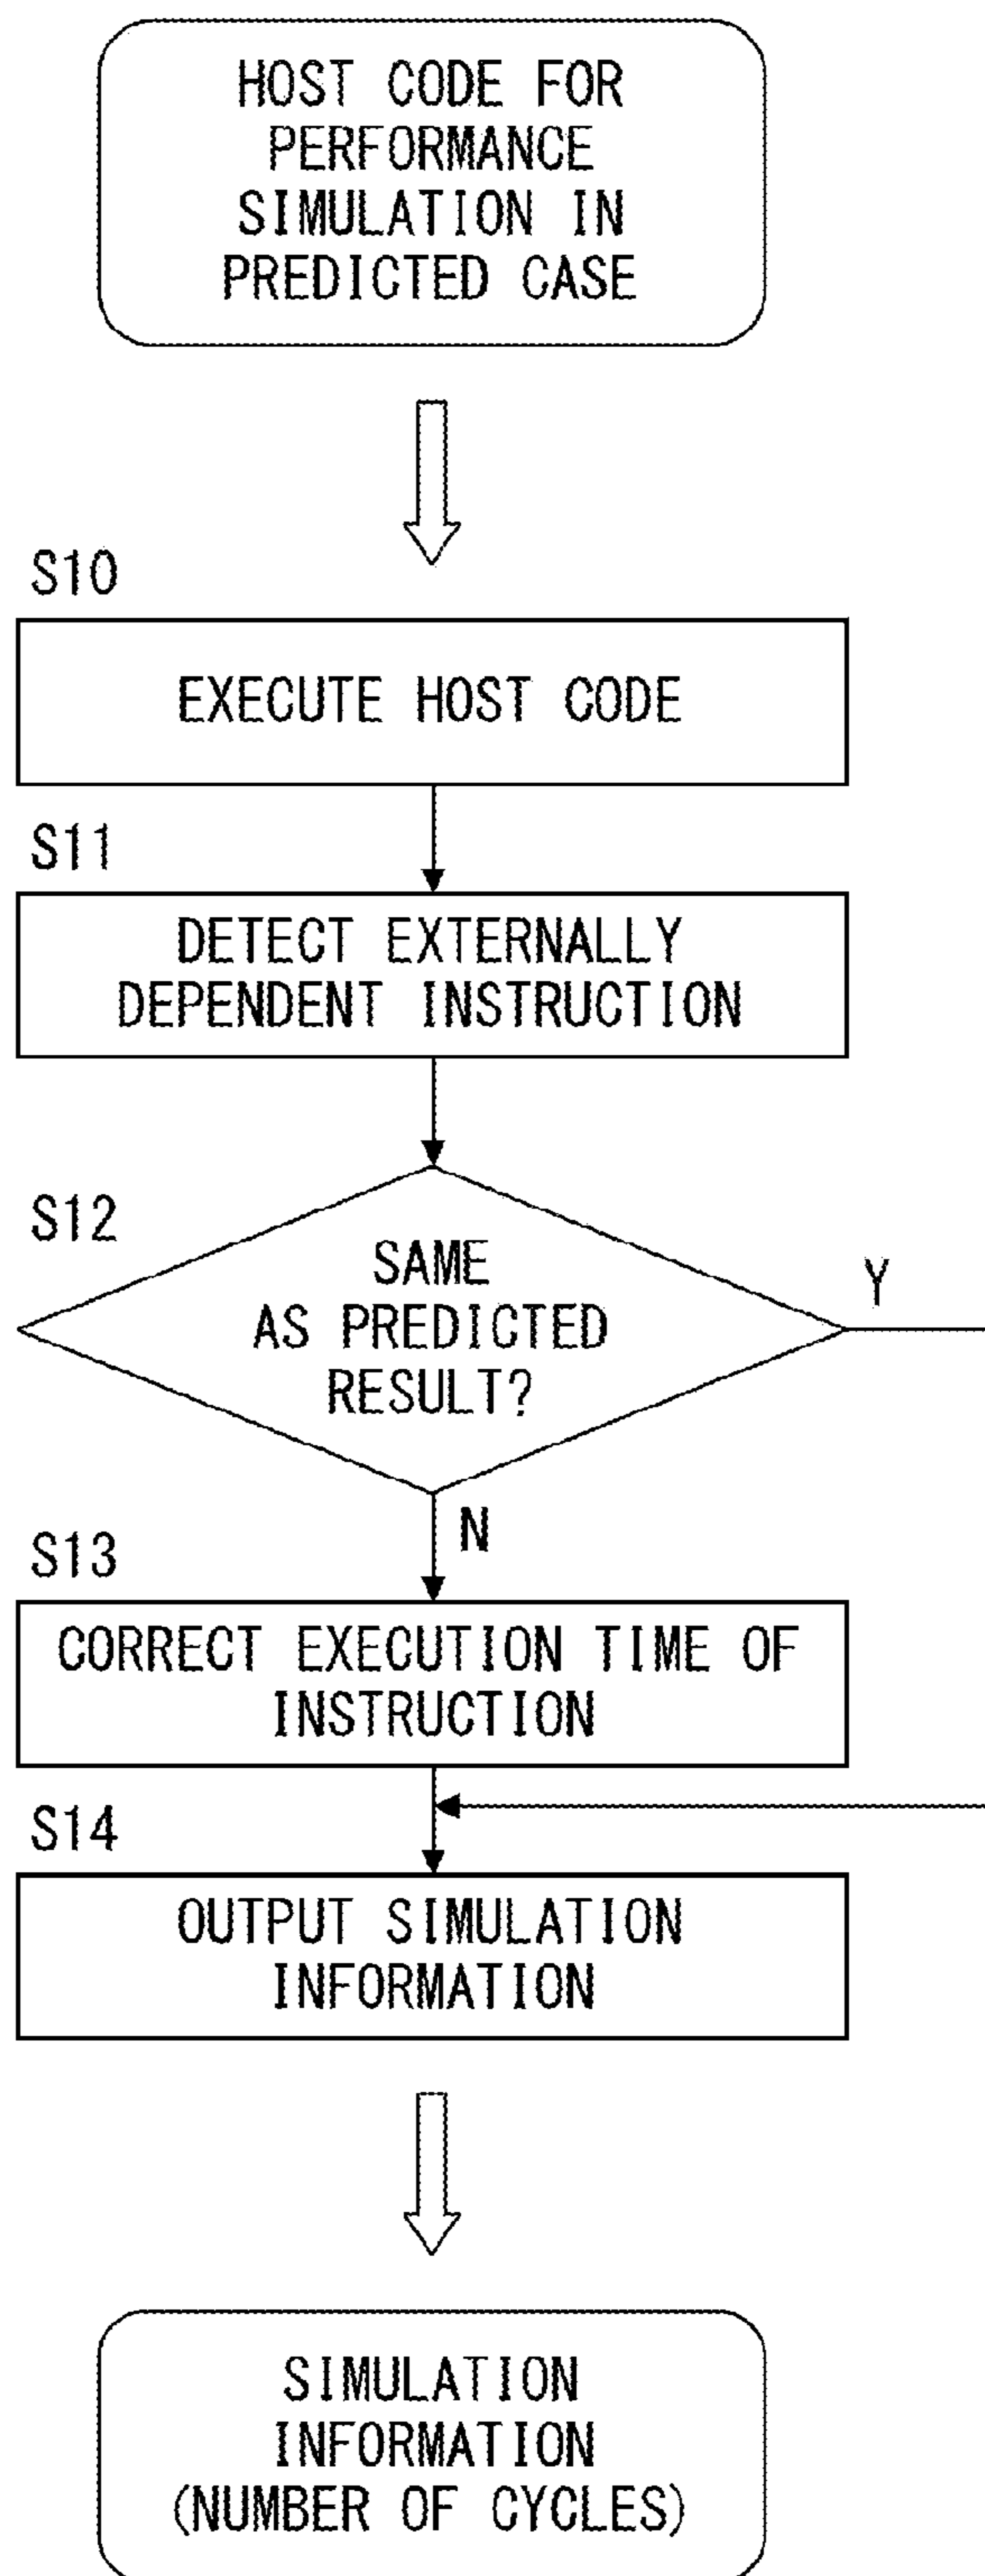 HOST CODE FOR
PERFORMANCE
SIMULATION IN
PREDICTED CASE
S10
EXECUTE HOST CODE
S11
DETECT EXTERNALLY
DEPENDENT INSTRUCTION
S12
SAME
AS PREDICTED
RESULT?
Y
N
S13
CORRECT EXECUTION TIME OF
INSTRUCTION
S14
OUTPUT SIMULATION
INFORMATION
SIMULATION
INFORMATION
(NUMBER OF CYCLES)